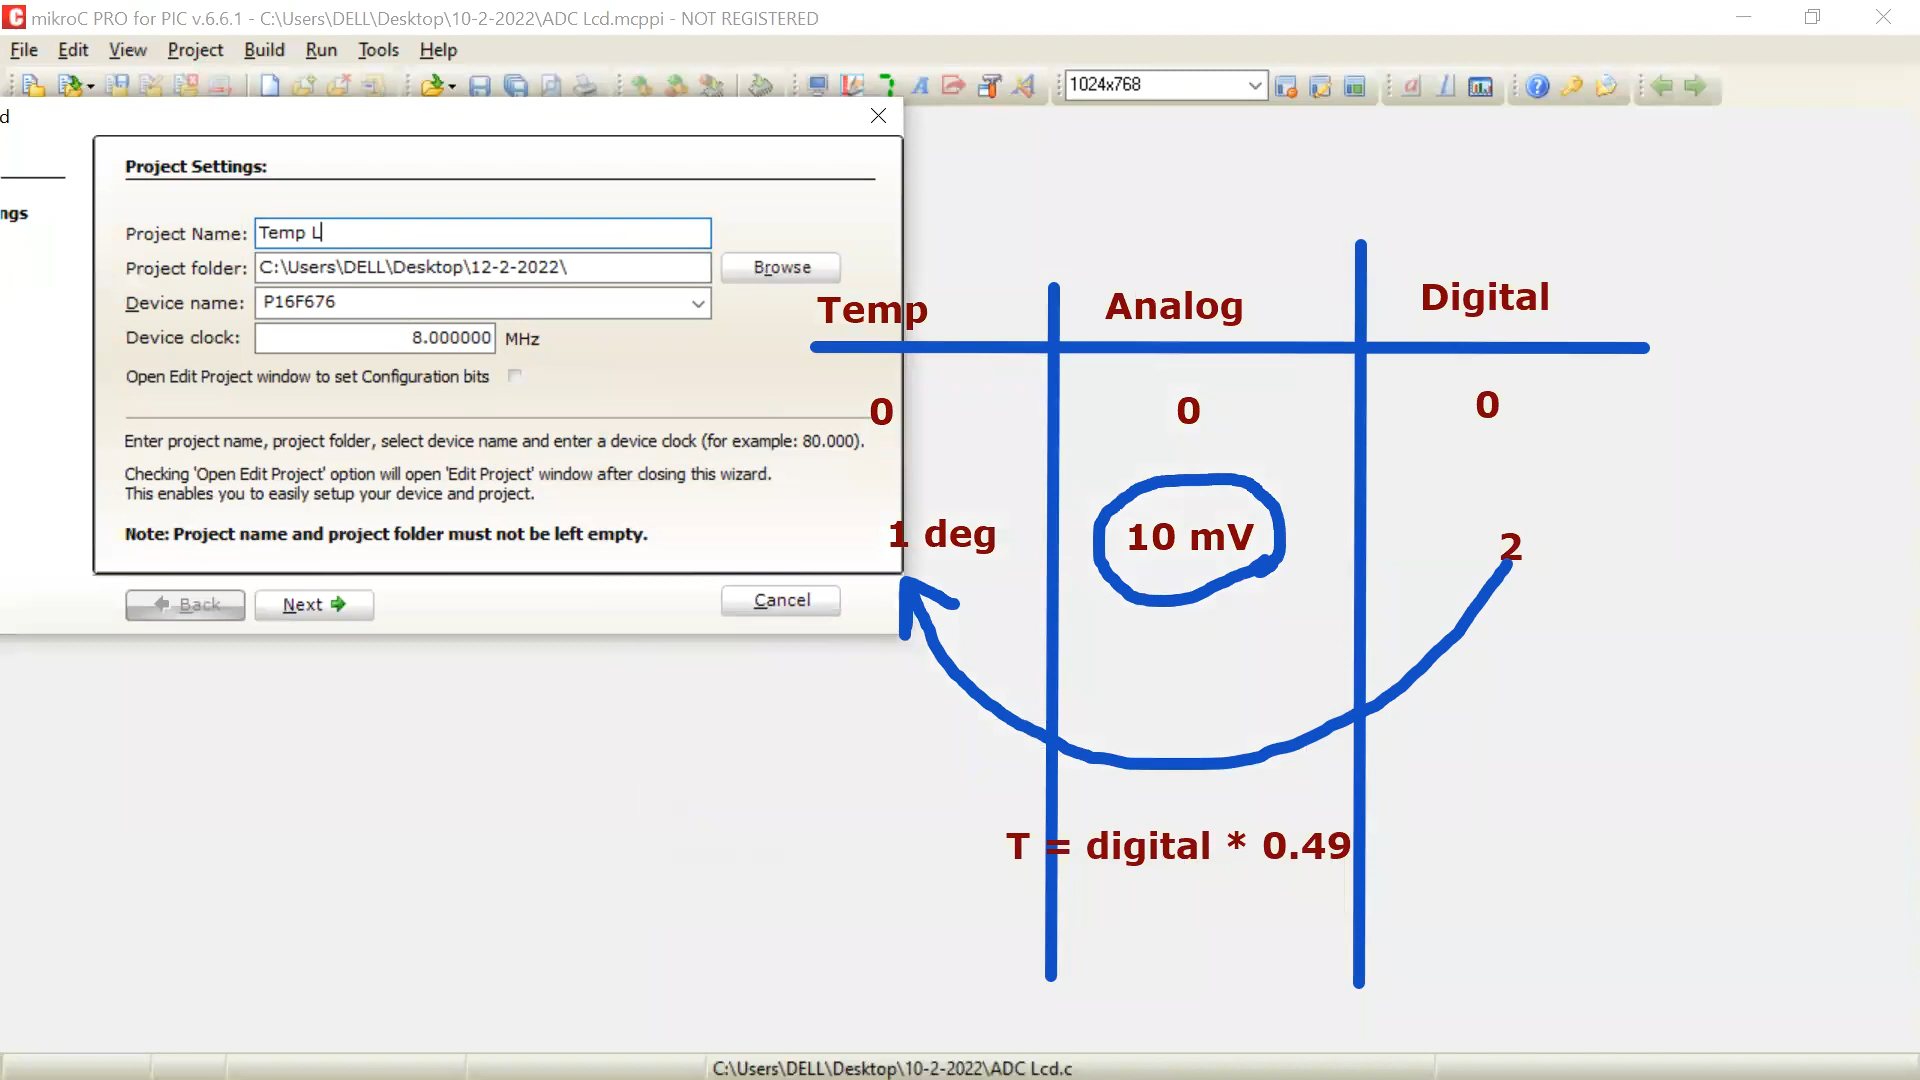 mikroC PRO for PIC v.6.6.1 - C:\Users\DELL\Desktop\10-2-2022\ADC Lcd.mcppi - NOT REGISTERED
File Edit View Project Build Run Tools Help
1024x768
d
ngs
Project Settings:
Project Name: Temp L
Project folder: C:\Users\DELL\Desktop\12-2-2022\ Browse
Device name: P16F676
Device clock: 8.000000 MHz
Open Edit Project window to set Configuration bits
Enter project name, project folder, select device name and enter a device clock (for example: 80.000).
Checking 'Open Edit Project' option will open 'Edit Project' window after closing this wizard.
This enables you to easily setup your device and project.
Note: Project name and project folder must not be left empty.
Back Next Cancel
Temp Analog Digital
0 0 0
1 deg 10 mV 2
T = digital * 0.49
C:\Users\DELL\Desktop\10-2-2022\ADC Lcd.c